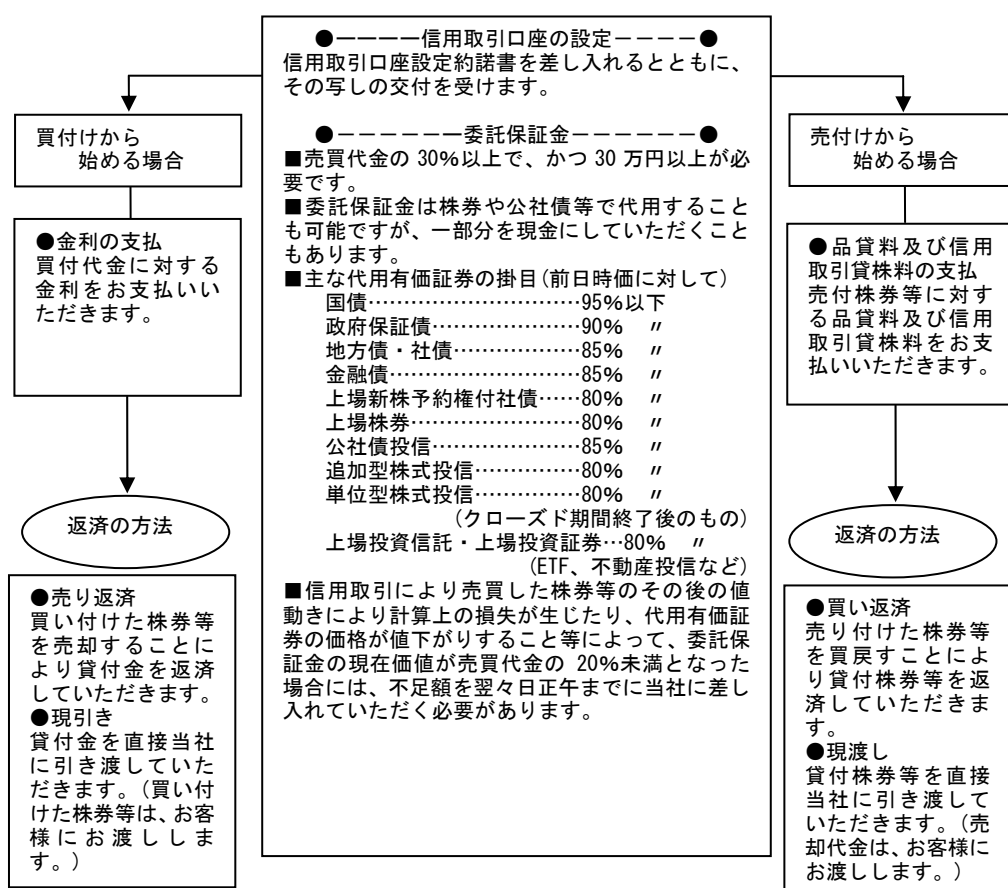 ●――――信用取引口座の設定－－－－●
信用取引口座設定約諾書を差し入れるとともに、
その写しの交付を受けます。
●－－－－－－委託保証金－－－－－－●
■売買代金の 30％以上で、かつ 30 万円以上が必
要です。
■委託保証金は株券や公社債等で代用すること
も可能ですが、一部分を現金にしていただくこと
もあります。
■主な代用有価証券の掛目(前日時価に対して)
国債…………………………95％以下
政府保証債…………………90％　〃
地方債・社債………………85％　〃
金融債………………………85％　〃
上場新株予約権付社債……80％　〃
上場株券……………………80％　〃
公社債投信…………………85％　〃
追加型株式投信……………80％　〃
単位型株式投信……………80％　〃
(クローズド期間終了後のもの)
上場投資信託・上場投資証券…80％　〃
(ETF、不動産投信など)
■信用取引により売買した株券等のその後の値
動きにより計算上の損失が生じたり、代用有価証
券の価格が値下がりすること等によって、委託保
証金の現在価値が売買代金の 20％未満となった
場合には、不足額を翌々日正午までに当社に差し
入れていただく必要があります。
買付けから
始める場合
●金利の支払
買付代金に対する
金利をお支払いい
ただきます。
返済の方法
●売り返済
買い付けた株券等
を売却することに
より貸付金を返済
していただきます。
●現引き
貸付金を直接当社
に引き渡していた
だきます。(買い付
けた株券等は、お客
様にお渡ししま
す。)
売付けから
始める場合
●品貸料及び信用
取引貸株料の支払
売付株券等に対す
る品貸料及び信用
取引貸株料をお支
払いいただきます。
返済の方法
●買い返済
売り付けた株券等
を買戻すことによ
り貸付株券等を返
済していただきま
す。
●現渡し
貸付株券等を直接
当社に引き渡して
いただきます。(売
却代金は、お客様に
お渡しします。)